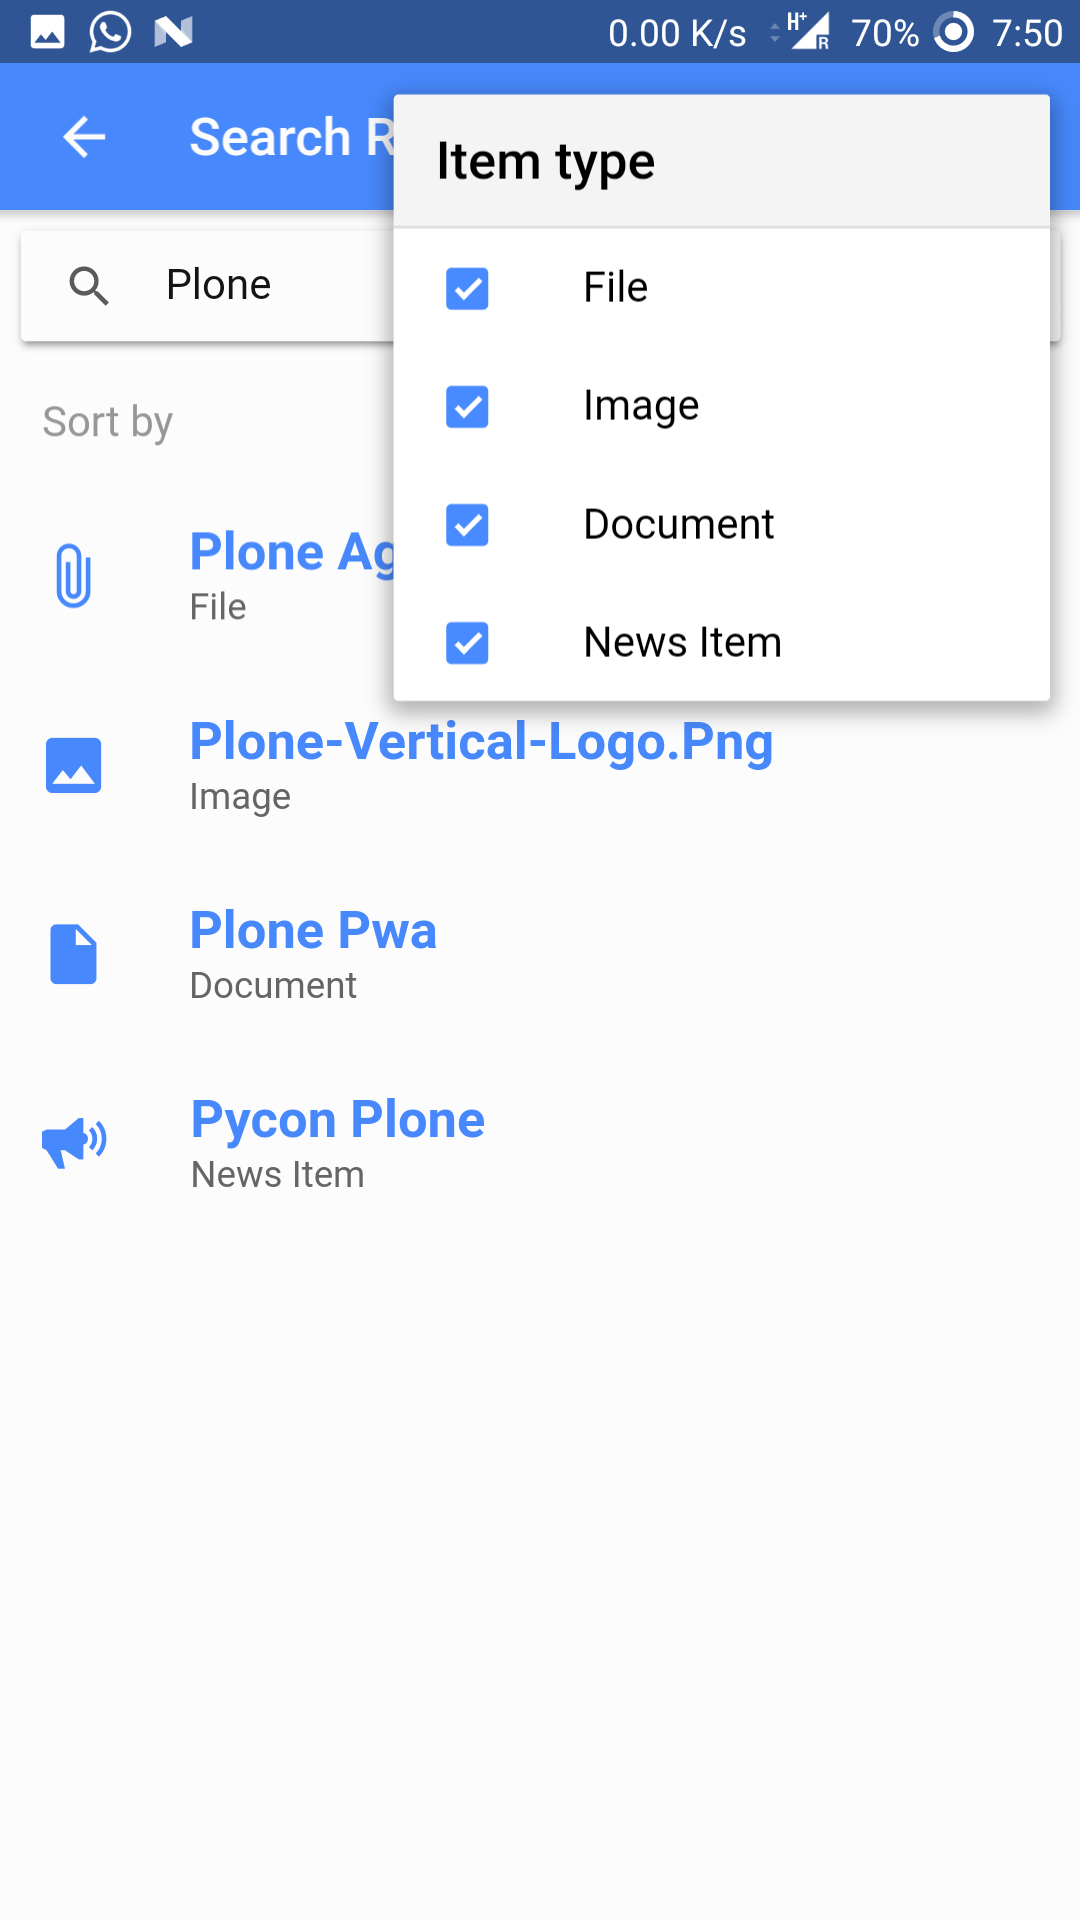 0.00 K/s H+ R 70% 7:50
Search R
Item type
Plone
File
Image
Sort by
Document
Plone Ag
File
News Item
Plone-Vertical-Logo.Png
Image
Plone Pwa
Document
Pycon Plone
News Item